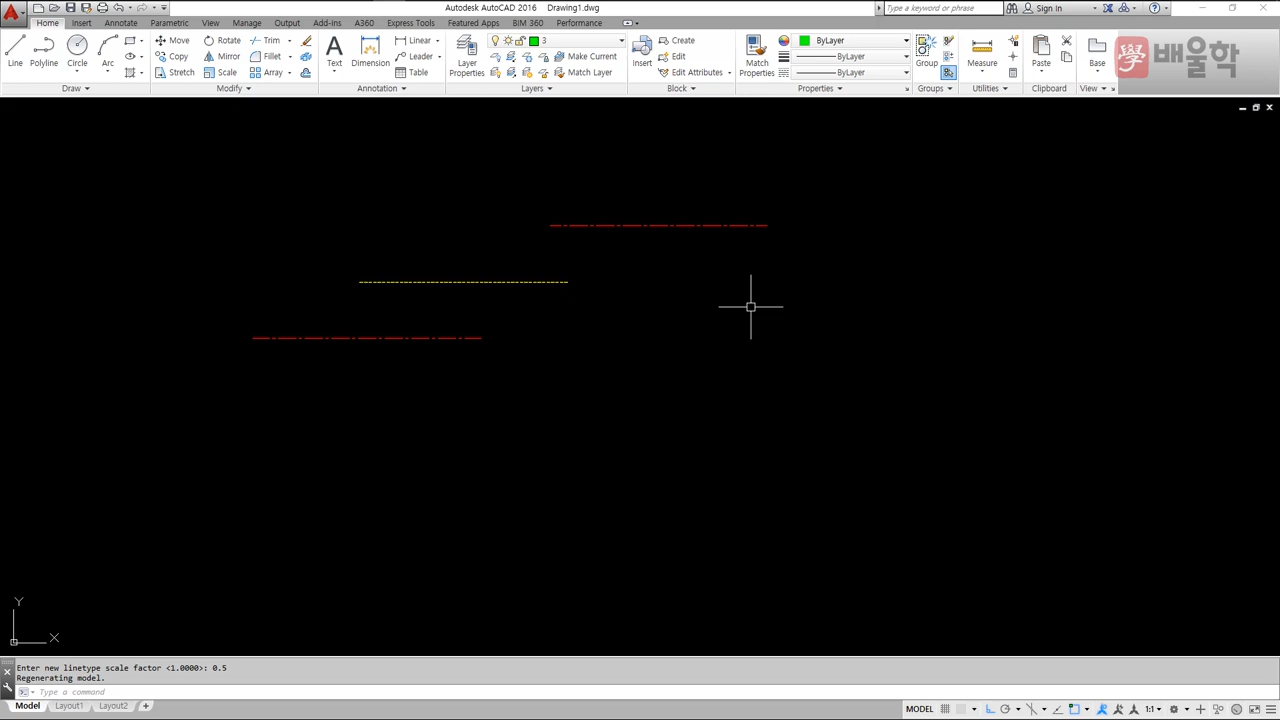 Autodesk AutoCAD 2016 Drawing1.dwg
Type a keyword or phrase
Sign In
Home Insert Annotate Parametric View Manage Output Add-ins A360 Express Tools Featured Apps BIM 360 Performance
Line Polyline Circle Arc
Move Rotate Trim
Copy Mirror Fillet
Stretch Scale Array
Text Dimension
Linear
Leader
Table
Layer Properties
3
Make Current
Match Layer
Insert
Create
Edit
Edit Attributes
Match Properties
ByLayer
ByLayer
ByLayer
Group
Measure
Paste
Base
學 배울학
Draw Modify Annotation Layers Block Properties Groups Utilities Clipboard View
Y
X
Enter new linetype scale factor <1.0000>: 0.5
Regenerating model.
Type a command
Model Layout1 Layout2 +
MODEL 1:1